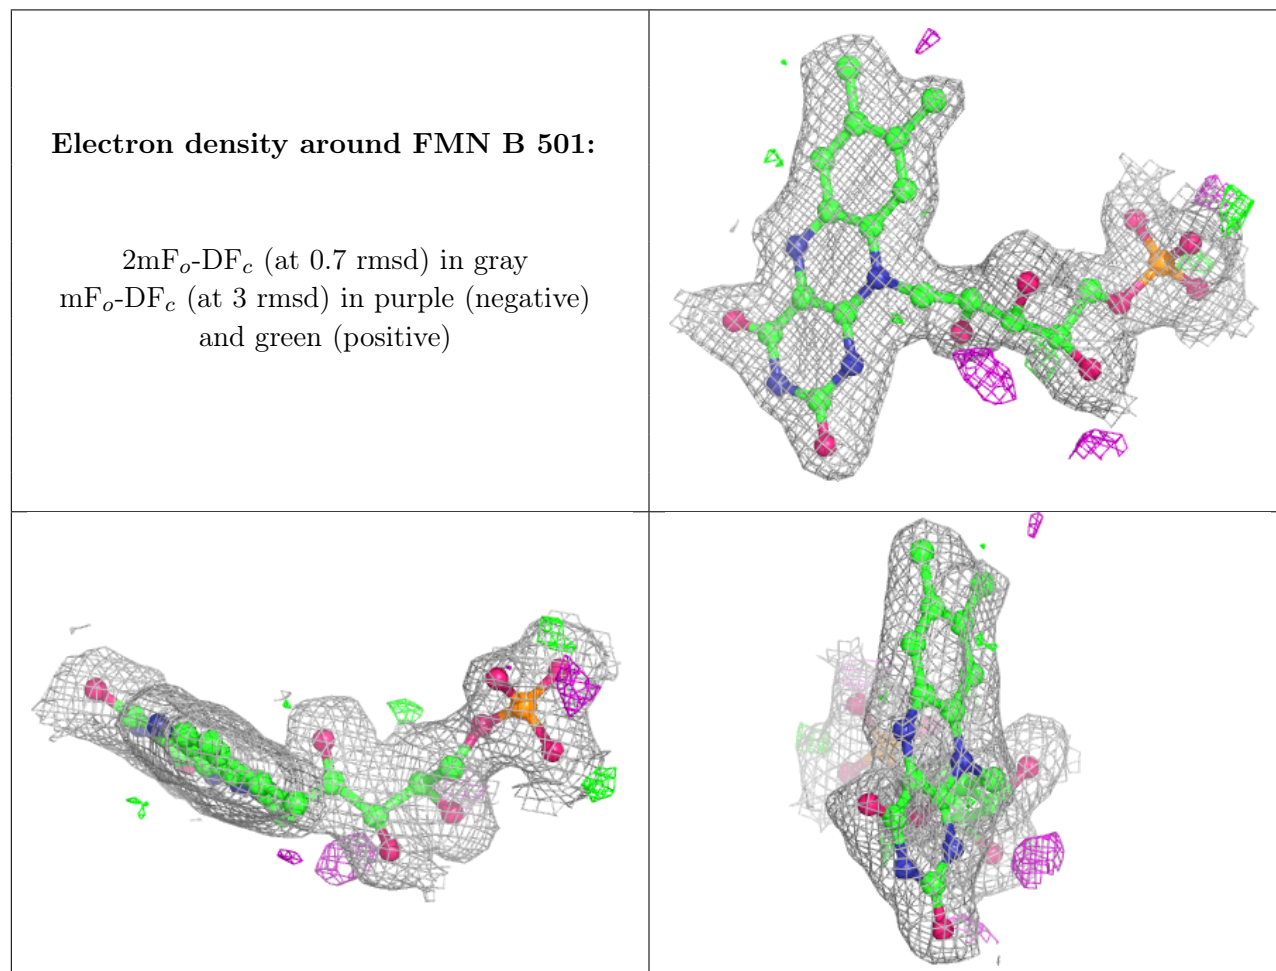 Electron density around FMN B 501:
2mFo-DFc (at 0.7 rmsd) in gray
mFo-DFc (at 3 rmsd) in purple (negative)
and green (positive)